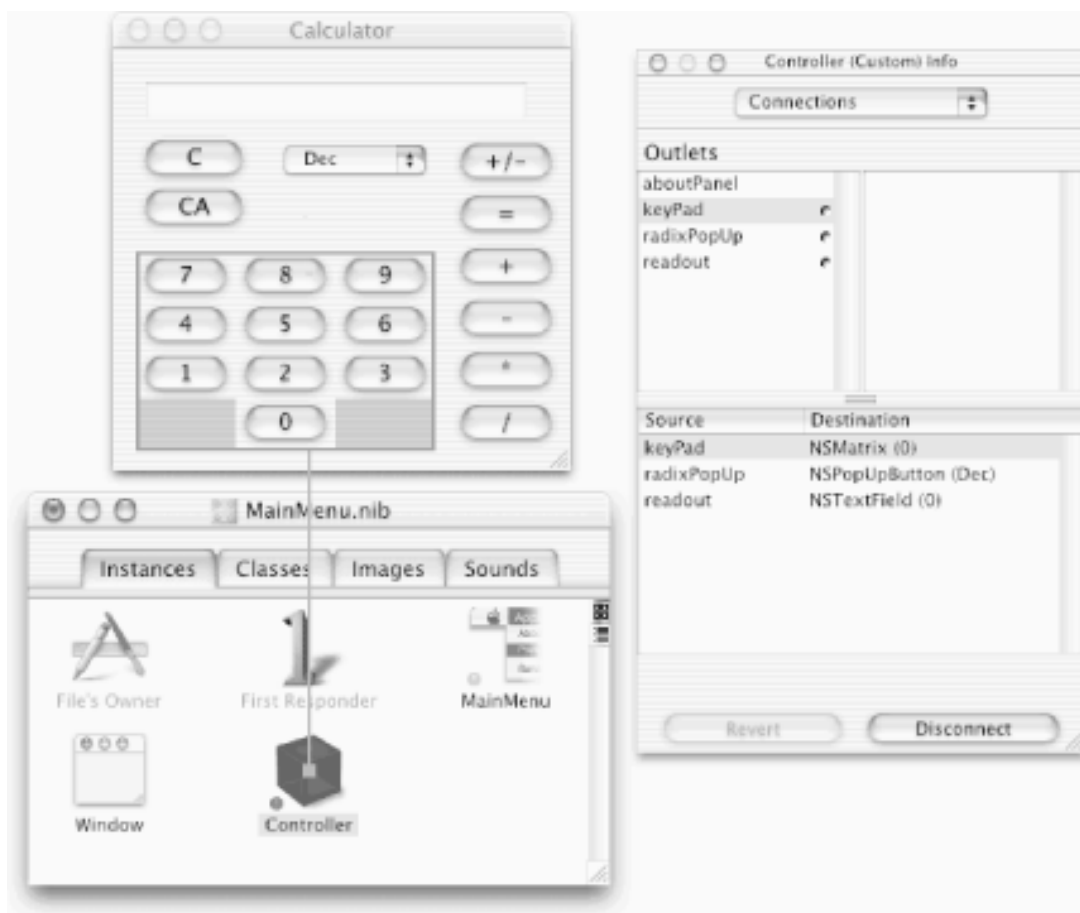 Calculator
C
Dec
+/-
CA
=
7
8
9
+
4
5
6
-
1
2
3
*
0
/
MainMenu.nib
Instances
Classes
Images
Sounds
File's Owner
First Responder
MainMenu
Window
Controller
Controller (Custom) Info
Connections
Outlets
aboutPanel
keyPad
radixPopUp
readout
Source Destination
keyPad NSMatrix (0)
radixPopUp NSPopUpButton (Dec)
readout NSTextField (0)
Revert
Disconnect